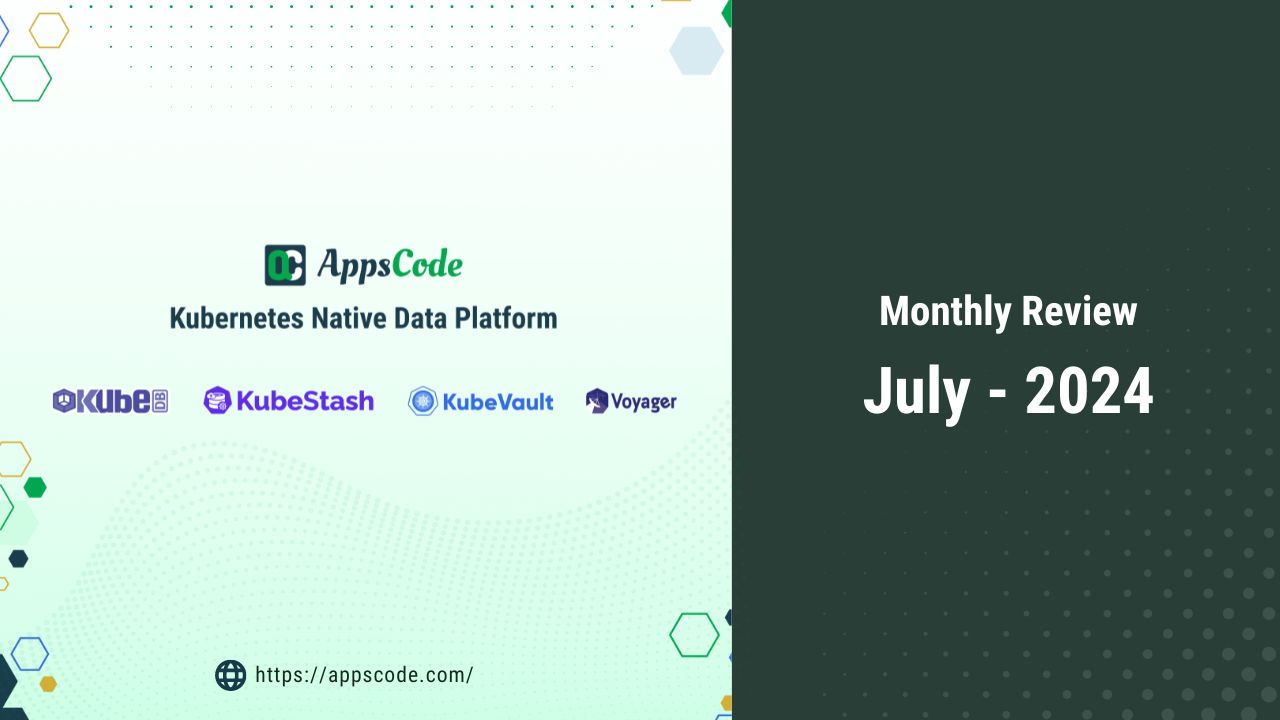 AppsCode
Kubernetes Native Data Platform
KubeDB KubeStash KubeVault Voyager
https://appscode.com/
Monthly Review
July - 2024